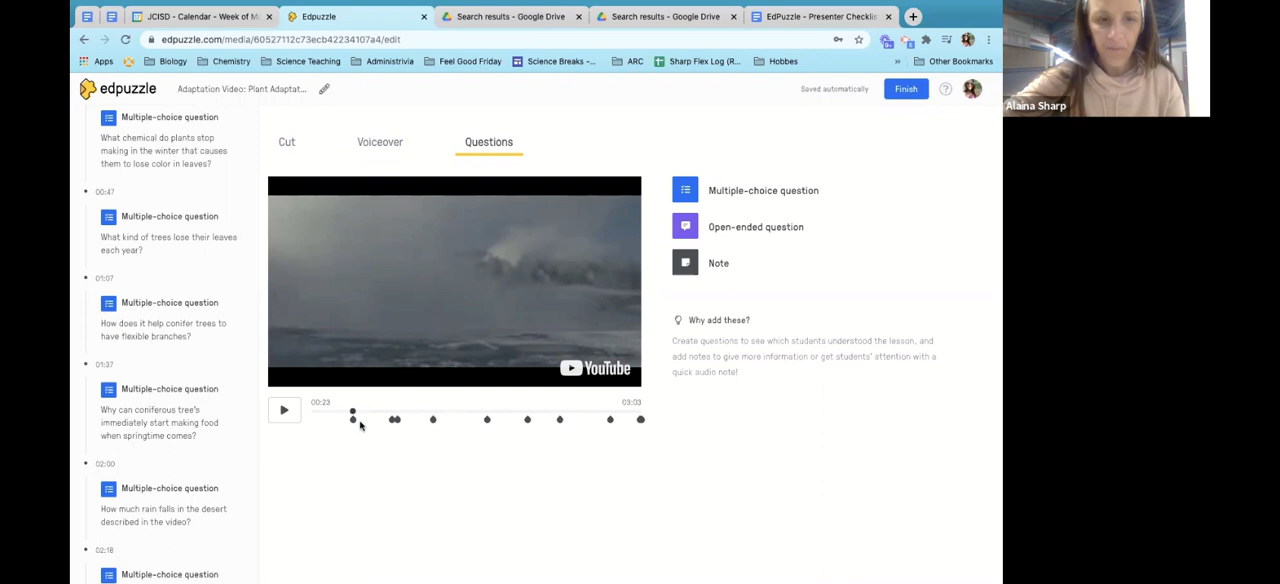 JCISD - Calendar - Week of M
Edpuzzle
Search results - Google Drive
Search results - Google Drive
EdPuzzle - Presenter Checklis
edpuzzle.com/media/60527112c73ecb42234107a4/edit
Apps
Biology
Chemistry
Science Teaching
Administrivia
Feel Good Friday
Science Breaks -...
ARC
Sharp Flex Log (R...
Hobbes
»
Other Bookmarks
edpuzzle
Adaptation Video: Plant Adaptat...
Saved automatically
Finish
?
Alaina Sharp
Multiple-choice question
What chemical do plants stop
making in the winter that causes
them to lose color in leaves?
00:47
Multiple-choice question
What kind of trees lose their leaves
each year?
01:07
Multiple-choice question
How does it help conifer trees to
have flexible branches?
01:37
Multiple-choice question
Why can coniferous tree's
immediately start making food
when springtime comes?
02:00
Multiple-choice question
How much rain falls in the desert
described in the video?
02:18
Multiple-choice question
Cut
Voiceover
Questions
YouTube
00:23
03:03
Multiple-choice question
Open-ended question
Note
Why add these?
Create questions to see which students understood the lesson, and
add notes to give more information or get students' attention with a
quick audio note!